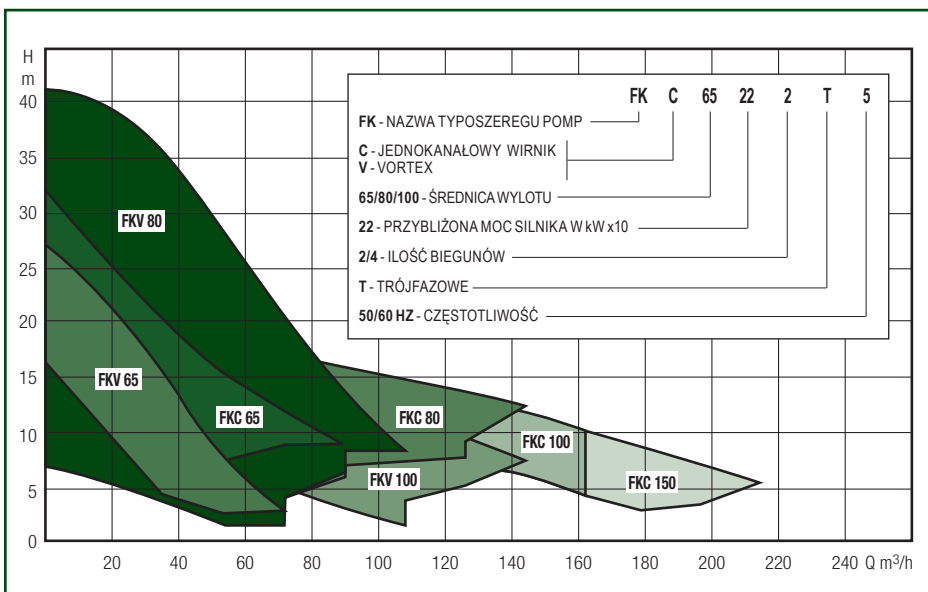 H
m
40
35
30
25
20
15
10
5
0
FK C 65 22 2 T 5
FK - NAZWA TYPOSZEREGU POMP
C - JEDNOKANAŁOWY WIRNIK
V - VORTEX
65/80/100 - ŚREDNICA WYLOTU
22 - PRZYBLIŻONA MOC SILNIKA W kW x10
2/4 - ILOŚĆ BIEGUNÓW
T - TRÓJFAZOWE
50/60 HZ - CZĘSTOTLIWOŚĆ
FKV 80
FKV 65
FKC 65
FKC 80
FKV 100
FKC 100
FKC 150
20 40 60 80 100 120 140 160 180 200 220 240 Q m³/h